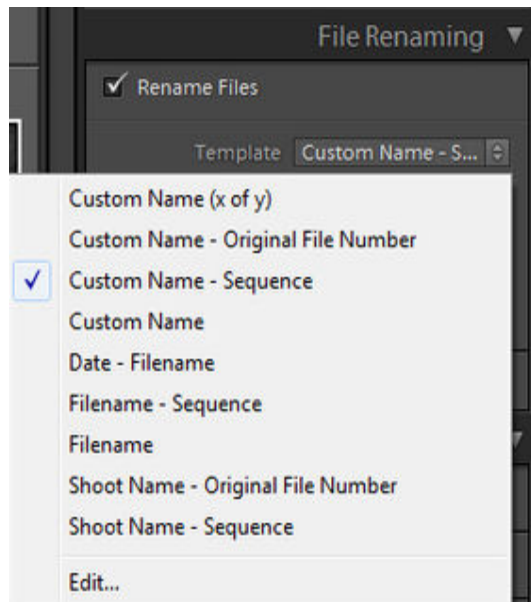 File Renaming
Rename Files
Template Custom Name - S...
Custom Name (x of y)
Custom Name - Original File Number
Custom Name - Sequence
Custom Name
Date - Filename
Filename - Sequence
Filename
Shoot Name - Original File Number
Shoot Name - Sequence
Edit...